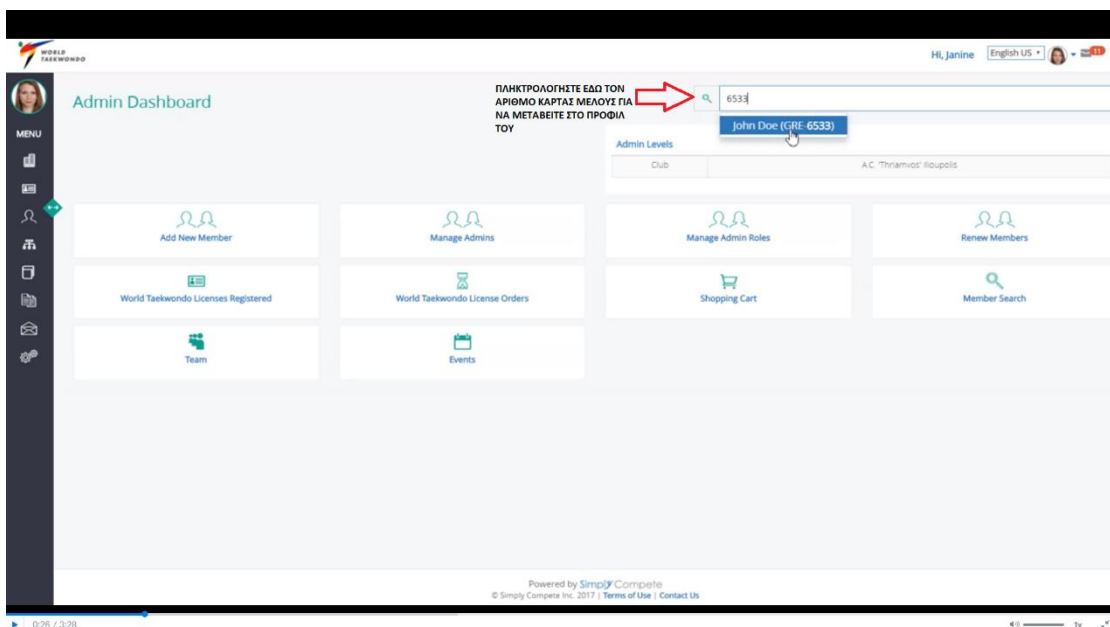 WORLD
TAEKWONDO
Hi, Janine
English US
11
Admin Dashboard
ΠΛΗΚΤΡΟΛΟΓΗΣΤΕ ΕΔΩ ΤΟΝ
ΑΡΙΘΜΟ ΚΑΡΤΑΣ ΜΕΛΟΥΣ ΓΙΑ
ΝΑ ΜΕΤΑΒΕΙΤΕ ΣΤΟ ΠΡΟΦΙΛ
ΤΟΥ
6533
John Doe (GRE-6533)
MENU
Admin Levels
Club
A.C. 'Thriamvos' Ilioupolis
Add New Member
Manage Admins
Manage Admin Roles
Renew Members
World Taekwondo Licenses Registered
World Taekwondo License Orders
Shopping Cart
Member Search
Team
Events
Powered by SimplyCompete
© Simply Compete Inc. 2017 | Terms of Use | Contact Us
0:26 / 3:28
1x